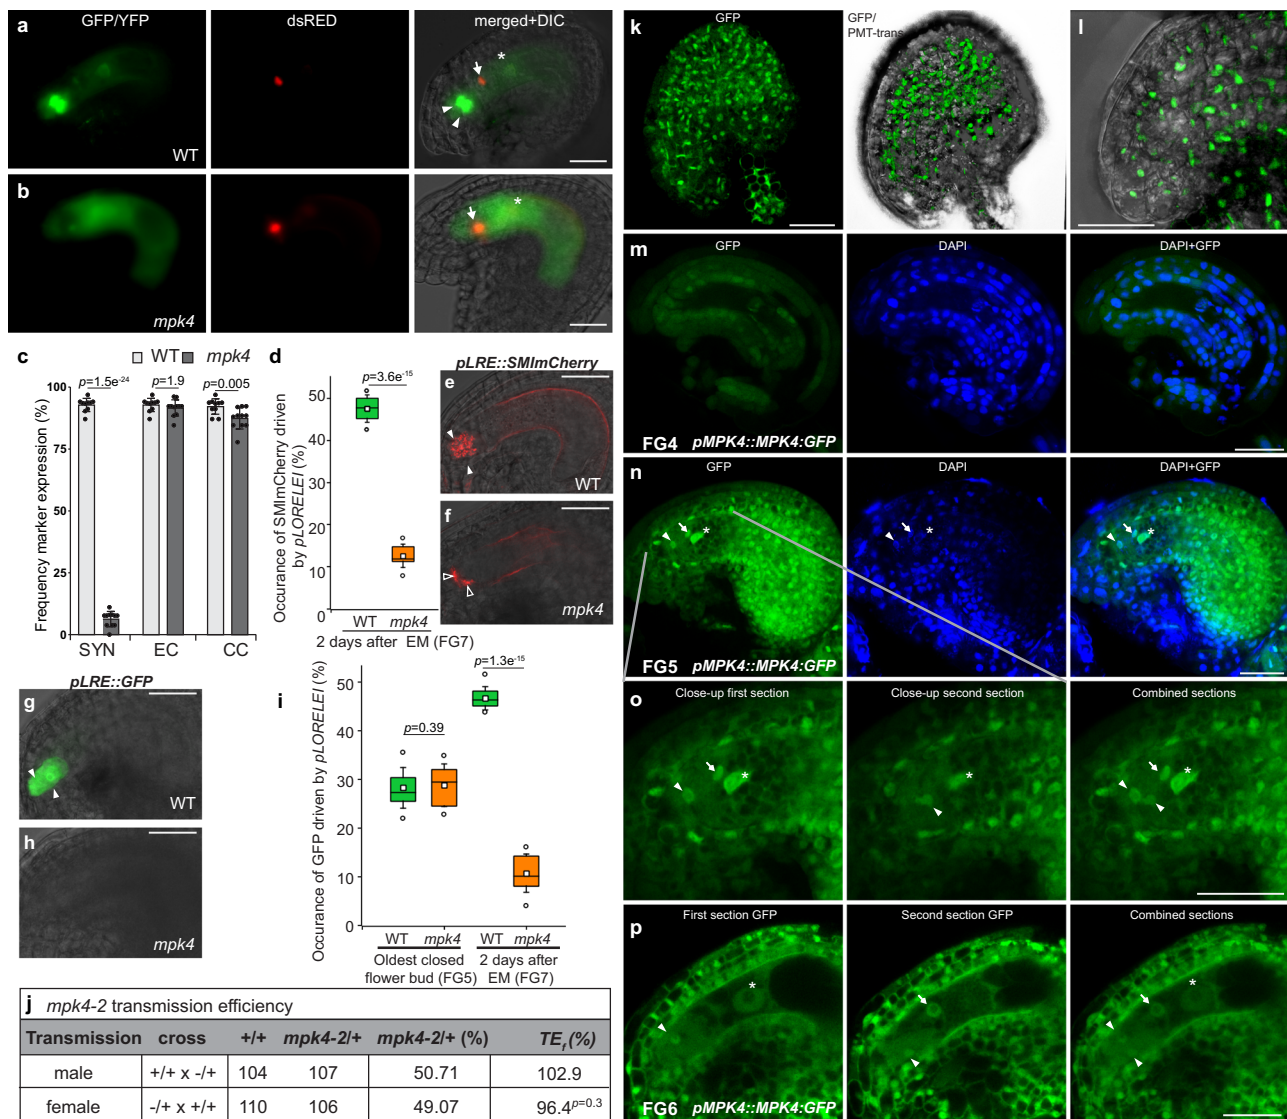 a
GFP/YFP
dsRED
merged+DIC
*
WT
b
*
mpk4
c
WT mpk4
p=1.5e-24
p=1.9
p=0.005
Frequency marker expression (%)
100
75
50
25
0
SYN EC CC
d
Occurance of SMImCherry driven
by pLORELEI (%)
p=3.6e-15
50
40
30
20
10
0
WT mpk4
2 days after EM (FG7)
pLRE::SMImCherry
e
WT
f
mpk4
pLRE::GFP
g
WT
h
mpk4
i
Occurance of GFP driven by pLORELEI (%)
p=1.3e-15
p=0.39
50
40
30
20
10
0
WT mpk4 WT mpk4
Oldest closed
flower bud (FG5)
2 days after
EM (FG7)
j mpk4-2 transmission efficiency
Transmission cross +/+ mpk4-2/+ mpk4-2/+ (%) TEf(%)
male +/+ x -/+ 104 107 50.71 102.9
female -/+ x +/+ 110 106 49.07 96.4p=0.3
k
GFP
GFP/
PMT-trans
l
m
GFP
DAPI
DAPI+GFP
FG4 pMPK4::MPK4:GFP
n
GFP
DAPI
DAPI+GFP
*
*
*
FG5 pMPK4::MPK4:GFP
o
Close-up first section
Close-up second section
Combined sections
*
*
*
p
First section GFP
Second section GFP
Combined sections
*
*
FG6 pMPK4::MPK4:GFP